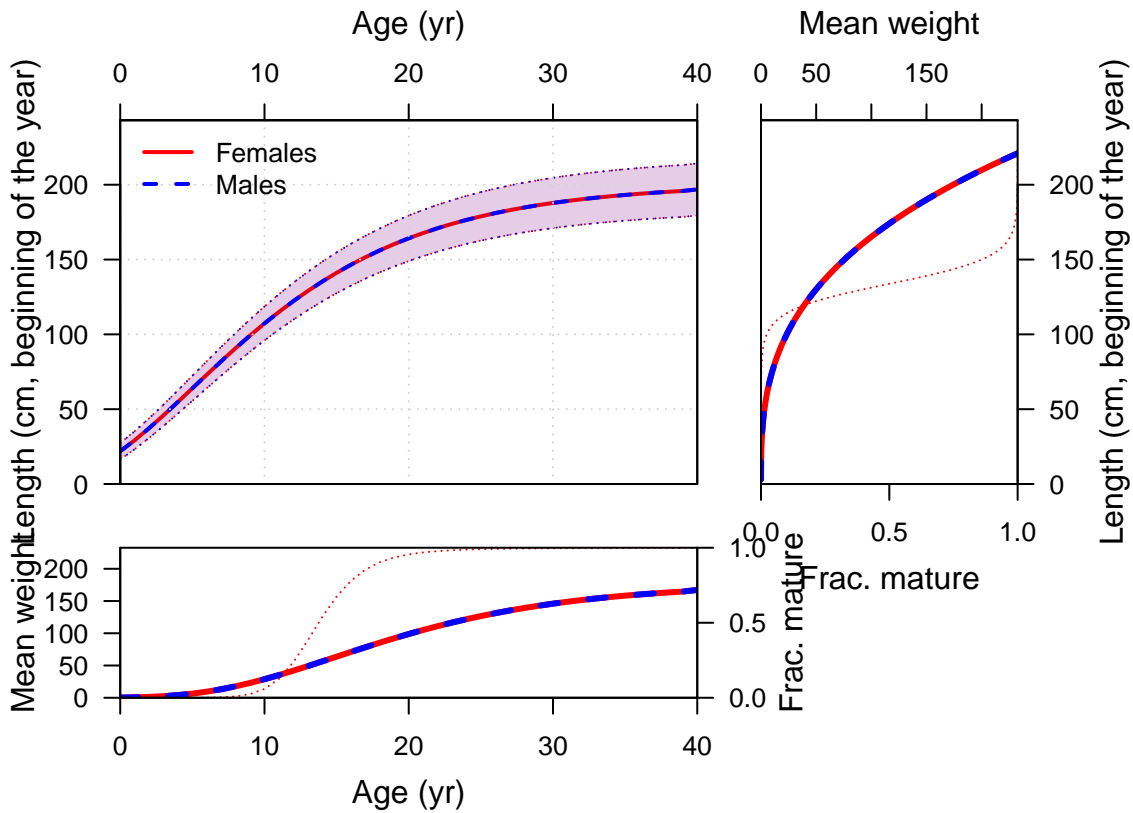 Age (yr)
Mean weight
0 10 20 30 40
0 50 150
Length (cm, beginning of the year)
Females
Males
200
150
100
50
0
200
150
100
50
0
Length (cm, beginning of the year)
0.0 0.5 1.0
Frac. mature
Mean weight
200
150
100
50
0
1.0
0.5
0.0
Frac. mature
0 10 20 30 40
Age (yr)